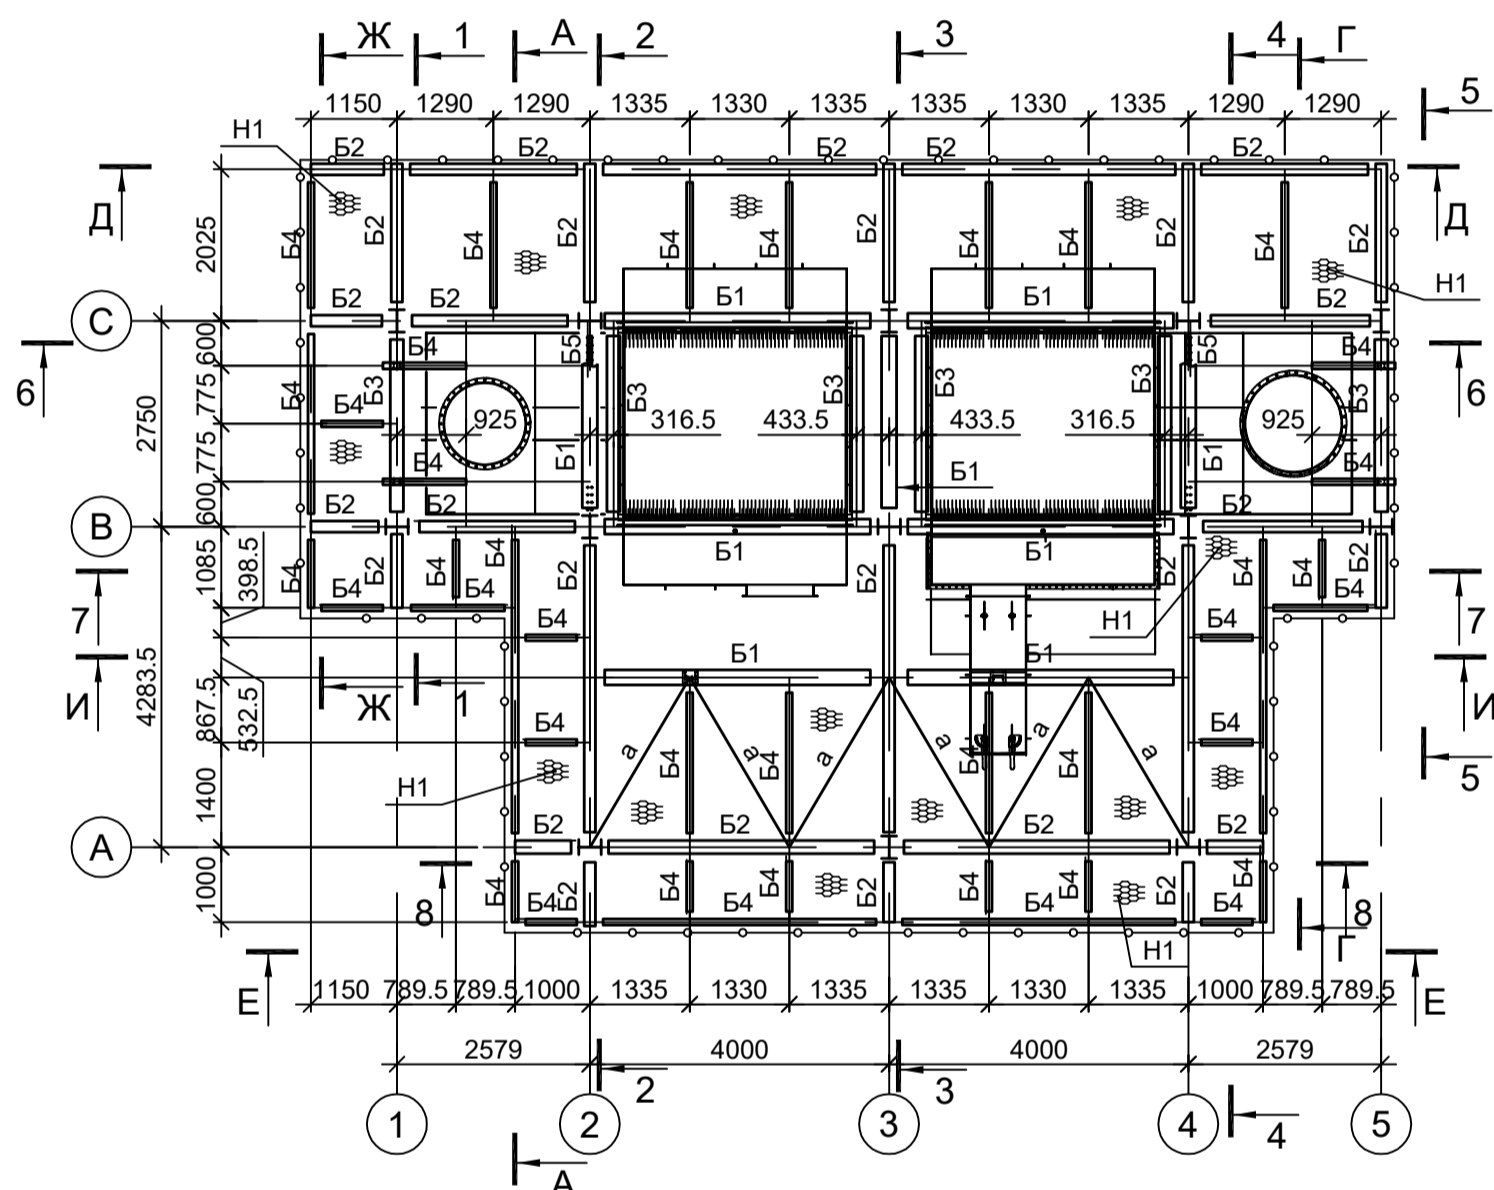 Ж 1 А 2 3 4 Г
5
1150 1290 1290 1335 1330 1335 1335 1330 1335 1290 1290
Н1 Б2 Б2 Б2 Б2 Б2
Д Д
2025 Б4 Б2 Б4 Б2 Б4 Б4 Б2 Б4 Б4 Б2 Б4 Б2
Н1
Б2 Б2 Б1 Б1 Б2
С
600 Б4 Б5 Б5 Б4
6 6
2750 775 Б4 Б3 Б3 Б3 Б3 Б3 Б3
Б4 925 316.5 433.5 433.5 316.5 925
775 Б4 Б1 Б1 Б1 Б4
600 Б2 Б2 Б2
В
1085 398.5 Б4 Б2 Б4 Б4 Б2 Б1 Б2 Б1 Б2 Б4 Б4 Б2
Б4 Б4 Б4
7 7
Н1
Б4 Б4
И Ж 1 Б1 Б1 И
4283.5 867.5 532.5 Б4 Б4
а а а а а а
Б4 Б4 Б4 Б4
5
1400 Н1
Б2 Б2 Б2 Б2
А
1000 Б4 Б4 Б2 Б4 Б4 Б4 Б2 Б4 Б4 Б4 Б2 Б4 Б4
8 8
Н1 Г
Е Е
1150 789.5 789.5 1000 1335 1330 1335 1335 1330 1335 1000 789.5 789.5
2579 4000 4000 2579
2 3
1 2 3 4 5
4
А